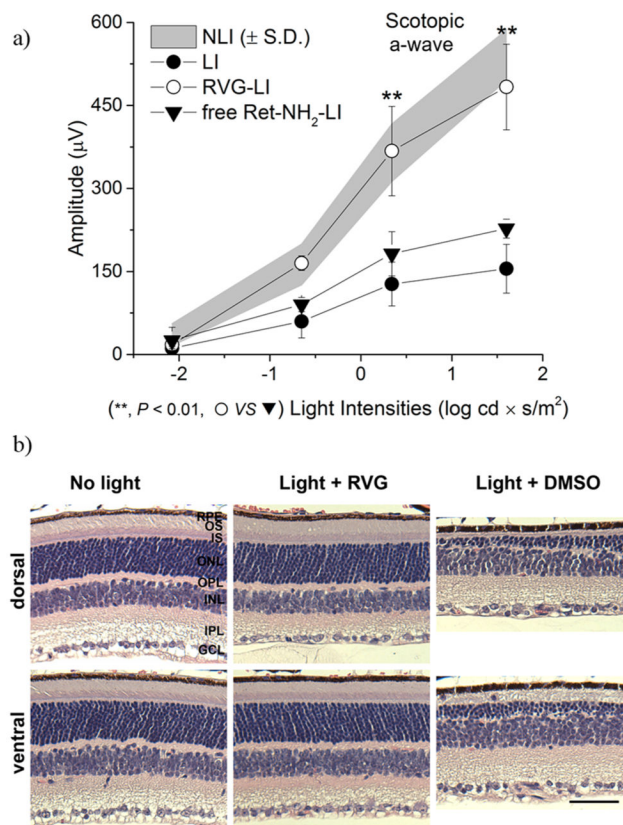 a)
NLI (± S.D.)
LI
RVG-LI
free Ret-NH₂-LI
Scotopic
a-wave
**
**
600
450
300
150
0
Amplitude (μV)
-2
-1
0
1
2
(**, P < 0.01, ○ VS ▼) Light Intensities (log cd × s/m²)
b)
No light
Light + RVG
Light + DMSO
dorsal
RPE
OS
IS
ONL
OPL
INL
IPL
GCL
ventral